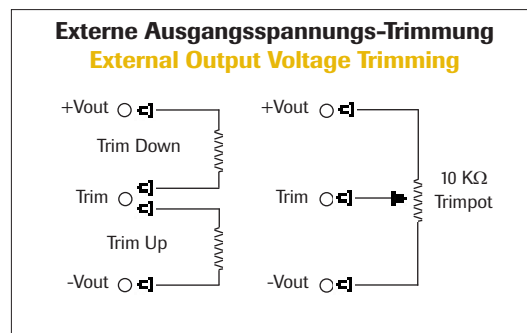 Externe Ausgangsspannungs-Trimmung
External Output Voltage Trimming
+Vout
Trim Down
Trim
Trim Up
-Vout
+Vout
Trim
10 KΩ
Trimpot
-Vout